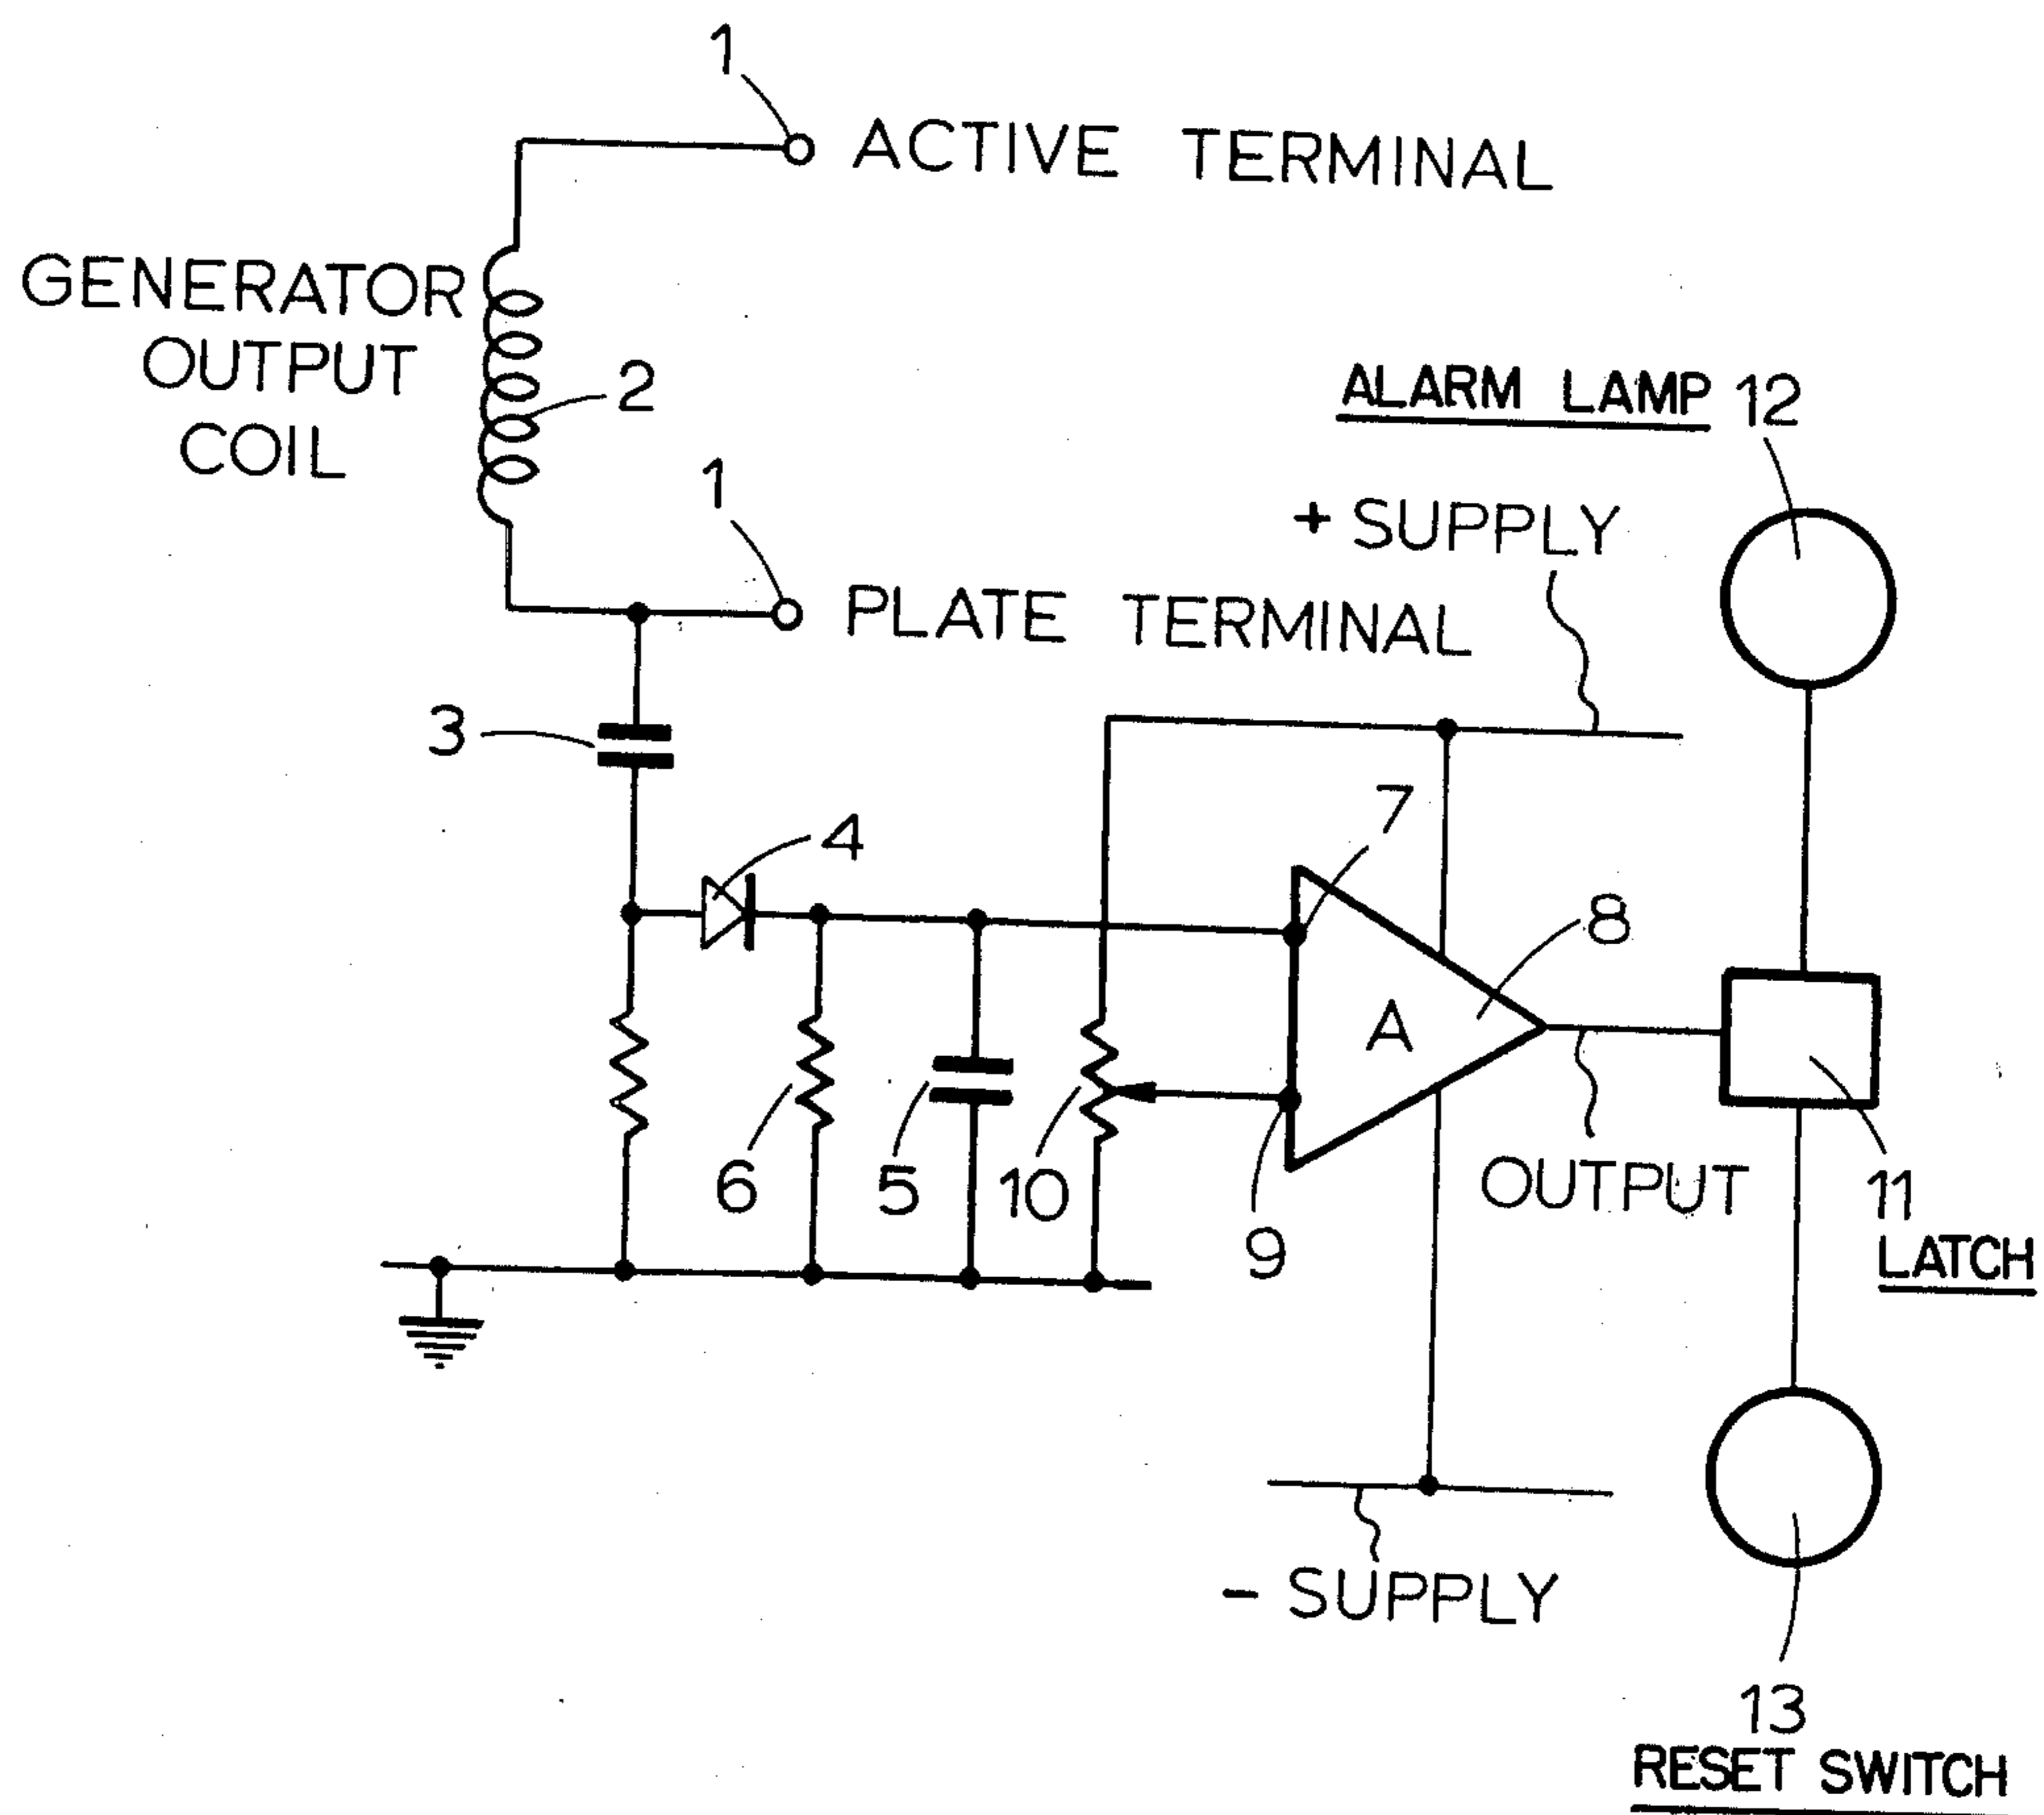 1
ACTIVE TERMINAL
GENERATOR
OUTPUT
COIL
2
1
PLATE TERMINAL
ALARM LAMP 12
+ SUPPLY
3
4
7
8
A
6
5
10
9
OUTPUT
11
LATCH
- SUPPLY
13
RESET SWITCH